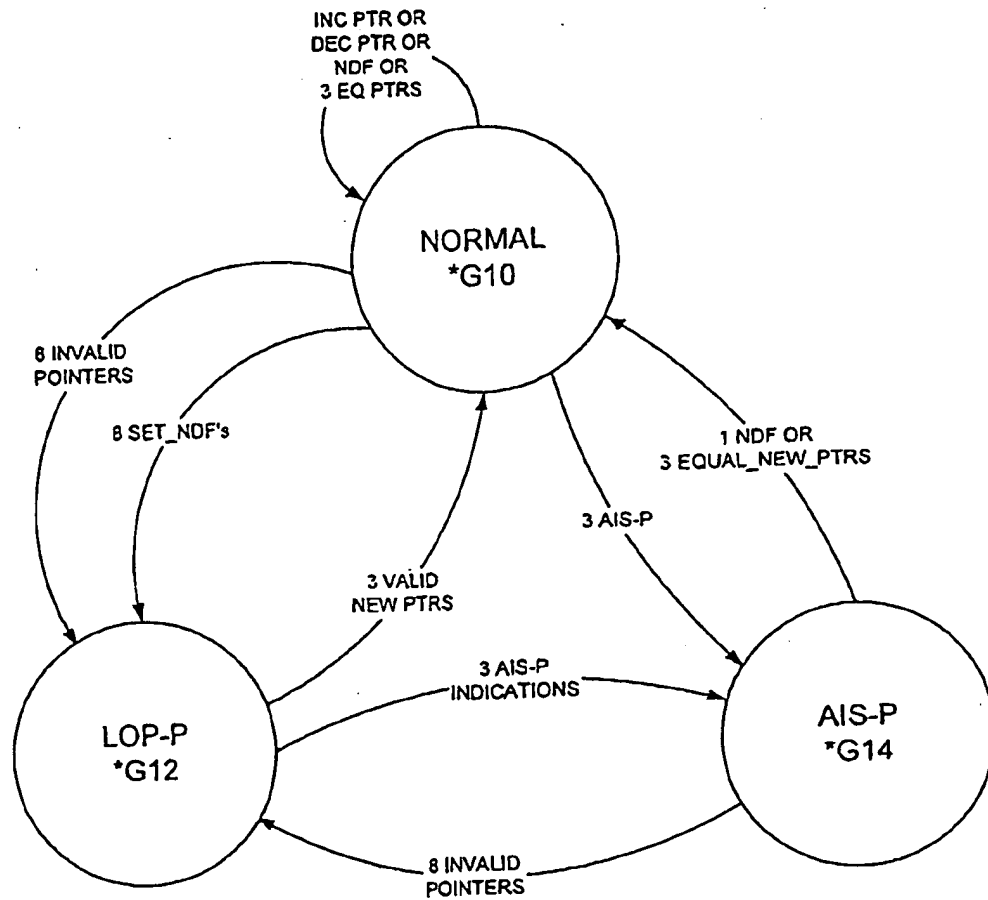 INC PTR OR
DEC PTR OR
NDF OR
3 EQ PTRS
NORMAL
*G10
8 INVALID
POINTERS
8 SET_NDF's
1 NDF OR
3 EQUAL_NEW_PTRS
3 AIS-P
3 VALID
NEW PTRS
3 AIS-P
INDICATIONS
LOP-P
*G12
AIS-P
*G14
8 INVALID
POINTERS